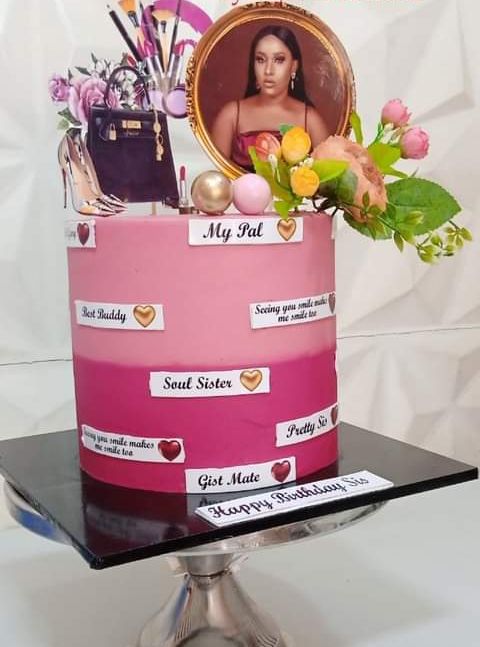 My Pal
Best Buddy
Seeing you smile makes
me smile too
Soul Sister
Pretty Sis
smile makes
me smile too
Gist Mate
Happy Birthday Sis